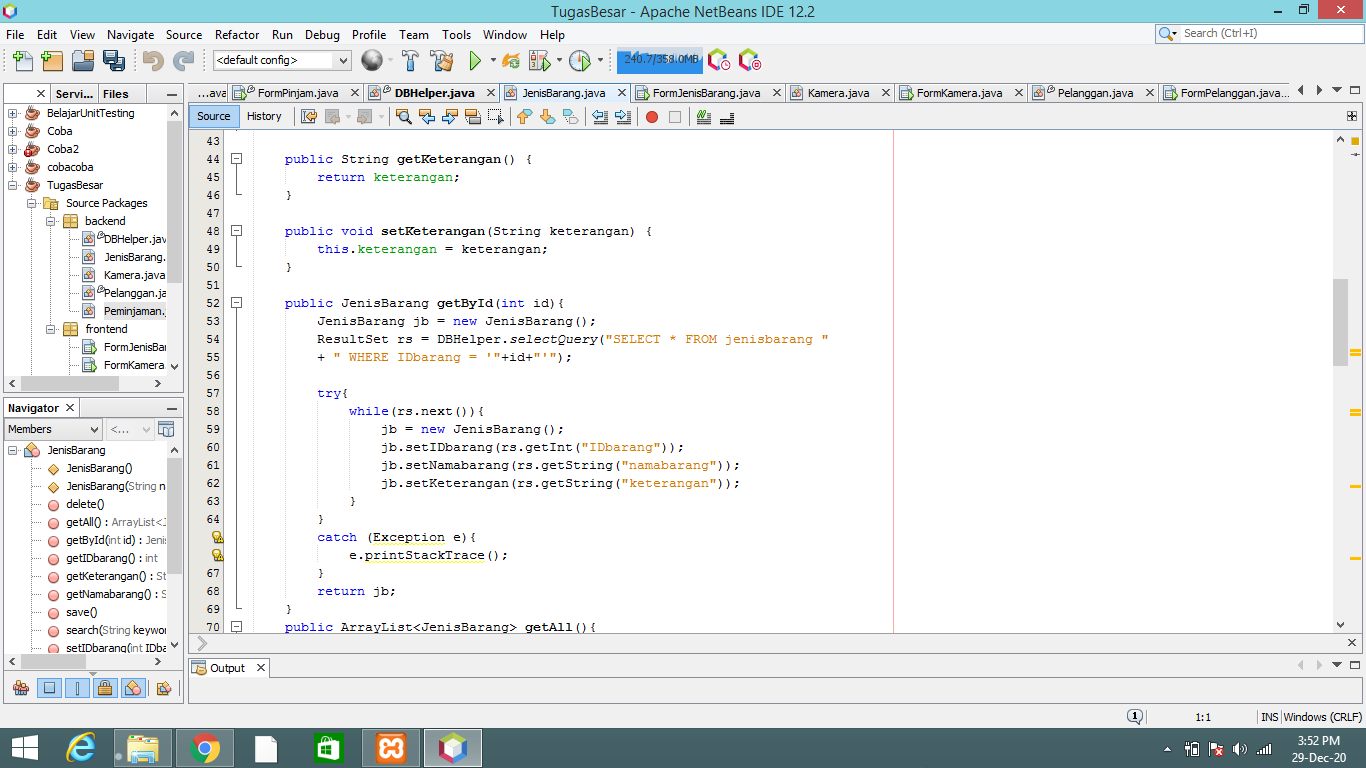 TugasBesar - Apache NetBeans IDE 12.2
File Edit View Navigate Source Refactor Run Debug Profile Team Tools Window Help
Search (Ctrl+I)
<default config>
240.7/358.0MB
Servi... Files
...ava FormPinjam.java DBHelper.java JenisBarang.java FormJenisBarang.java Kamera.java FormKamera.java Pelanggan.java FormPelanggan.java...
Source History
BelajarUnitTesting
Coba
Coba2
cobacoba
TugasBesar
Source Packages
backend
DBHelper.jav
JenisBarang.
Kamera.java
Pelanggan.ja
Peminjaman.
frontend
FormJenisBar
FormKamera.
Navigator
Members <...
JenisBarang
JenisBarang()
JenisBarang(String n
delete()
getAll() : ArrayList<J
getById(int id) : Jenis
getIDbarang() : int
getKeterangan() : St
getNamabarang() : S
save()
search(String keywor
setIDbarang(int IDba
43
44 public String getKeterangan() {
45 return keterangan;
46 }
47
48 public void setKeterangan(String keterangan) {
49 this.keterangan = keterangan;
50 }
51
52 public JenisBarang getById(int id){
53 JenisBarang jb = new JenisBarang();
54 ResultSet rs = DBHelper.selectQuery("SELECT * FROM jenisbarang "
55 + " WHERE IDbarang = '"+id+"'");
56
57 try{
58 while(rs.next()){
59 jb = new JenisBarang();
60 jb.setIDbarang(rs.getInt("IDbarang"));
61 jb.setNamabarang(rs.getString("namabarang"));
62 jb.setKeterangan(rs.getString("keterangan"));
63 }
64 }
catch (Exception e){
e.printStackTrace();
67 }
68 return jb;
69 }
70 public ArrayList<JenisBarang> getAll(){
Output
1
1:1
INS Windows (CRLF)
3:52 PM
29-Dec-20